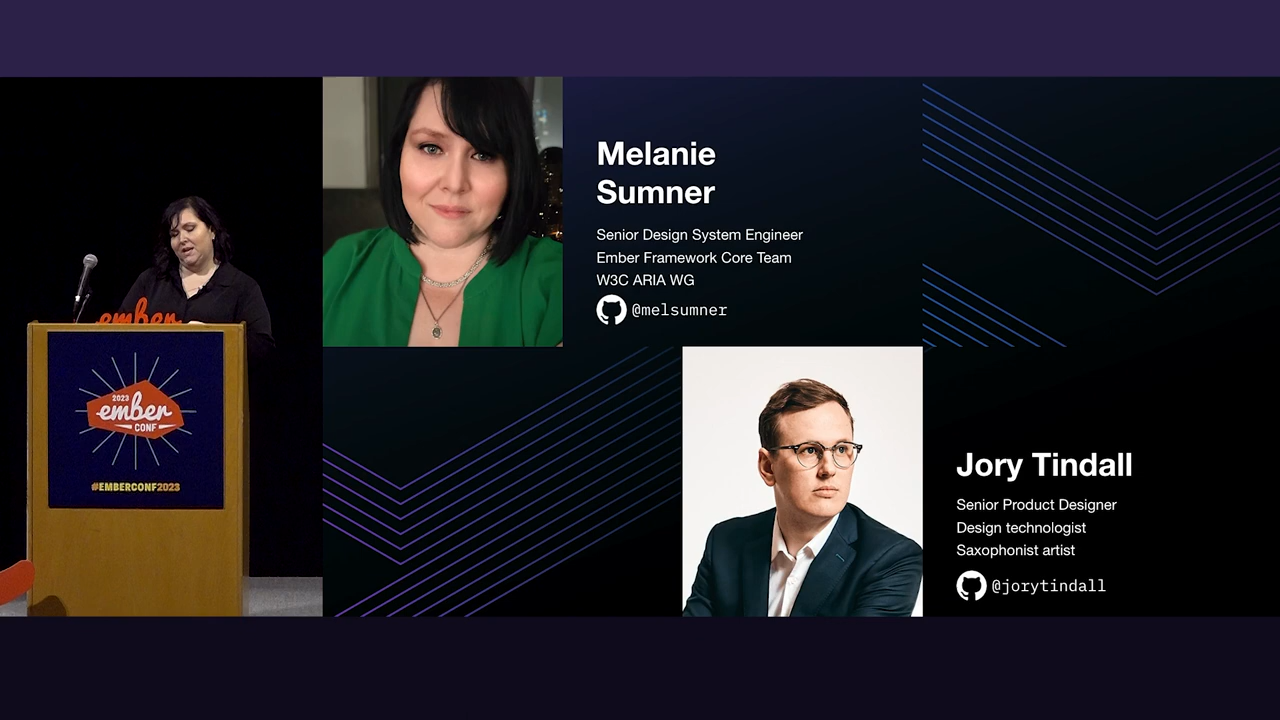 Melanie
Sumner
Senior Design System Engineer
Ember Framework Core Team
W3C ARIA WG
@melsumner
ember
2023
ember
CONF
#EMBERCONF2023
Jory Tindall
Senior Product Designer
Design technologist
Saxophonist artist
@jorytindall